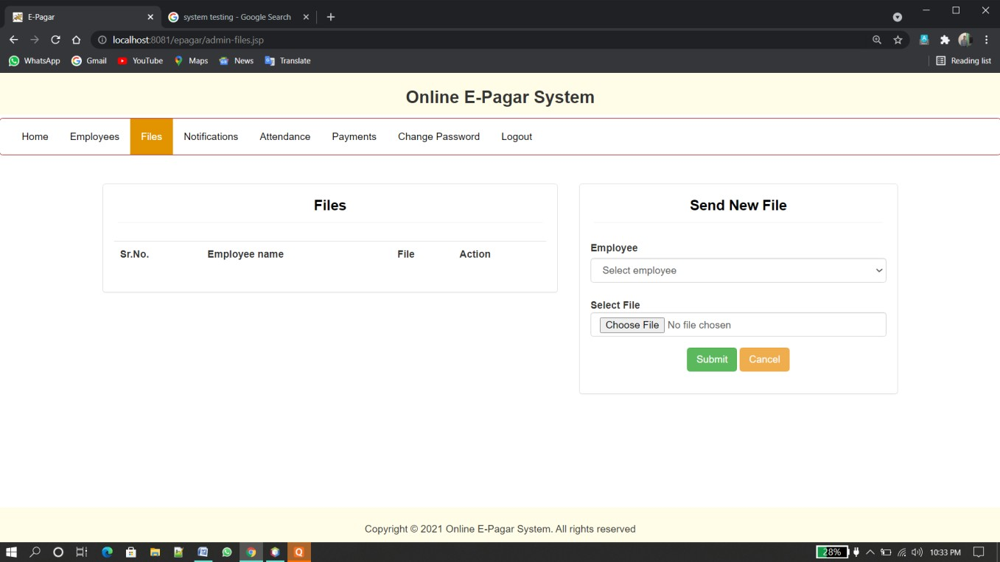 E-Pagar
system testing - Google Search
localhost:8081/epagar/admin-files.jsp
WhatsApp Gmail YouTube Maps News Translate Reading list
Online E-Pagar System
Home Employees Files Notifications Attendance Payments Change Password Logout
Files
Sr.No. Employee name File Action
Send New File
Employee
Select employee
Select File
Choose File No file chosen
Submit Cancel
Copyright © 2021 Online E-Pagar System. All rights reserved
28% 10:33 PM